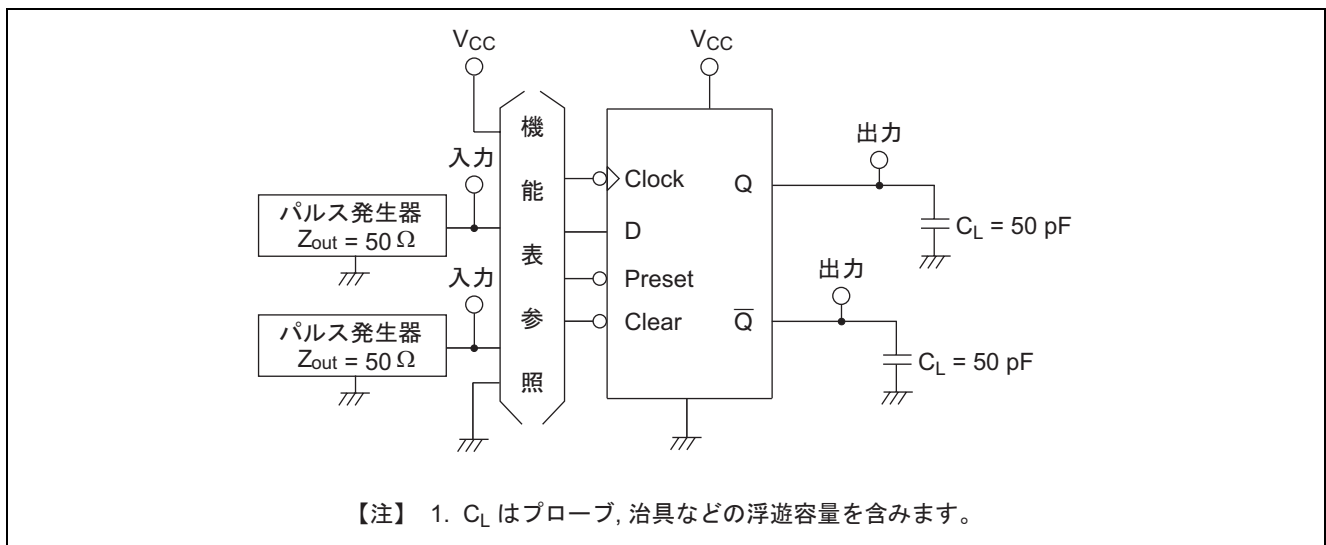 VCC
VCC
機能表参照
入力
パルス発生器
Zout = 50 Ω
入力
パルス発生器
Zout = 50 Ω
Clock
D
Preset
Clear
Q
Q̅
出力
CL = 50 pF
出力
CL = 50 pF
【注】 1. CL はプローブ, 治具などの浮遊容量を含みます。